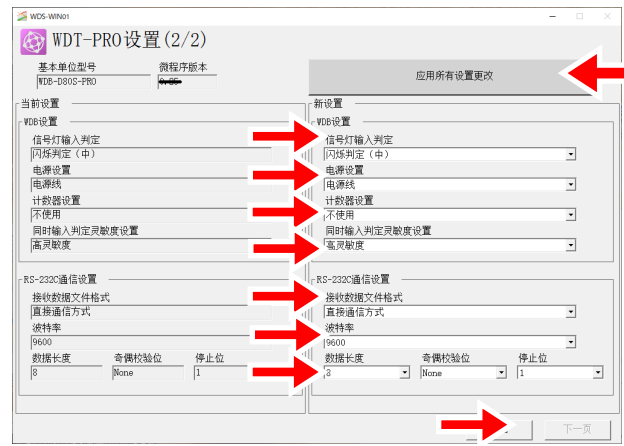 WDS-WIN01
WDT-PRO设置(2/2)
基本单位型号 微程序版本
WDB-D80S-PRO
应用所有设置更改
当前设置 新设置
WDB设置 WDB设置
信号灯输入判定 信号灯输入判定
闪烁判定（中） 闪烁判定（中）
电源设置 电源设置
电源线 电源线
计数器设置 计数器设置
不使用 不使用
同时输入判定灵敏度设置 同时输入判定灵敏度设置
高灵敏度 高灵敏度
RS-232C通信设置 RS-232C通信设置
接收数据文件格式 接收数据文件格式
直接通信方式 直接通信方式
波特率 波特率
9600 9600
数据长度 奇偶校验位 停止位 数据长度 奇偶校验位 停止位
8 None 1 None 1
下一页